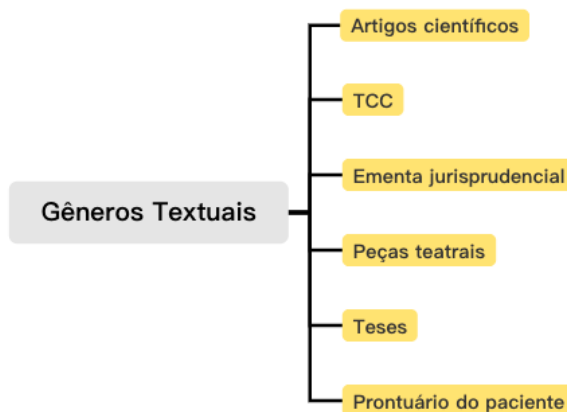 Artigos científicos
TCC
Ementa jurisprudencial
Gêneros Textuais
Peças teatrais
Teses
Prontuário do paciente